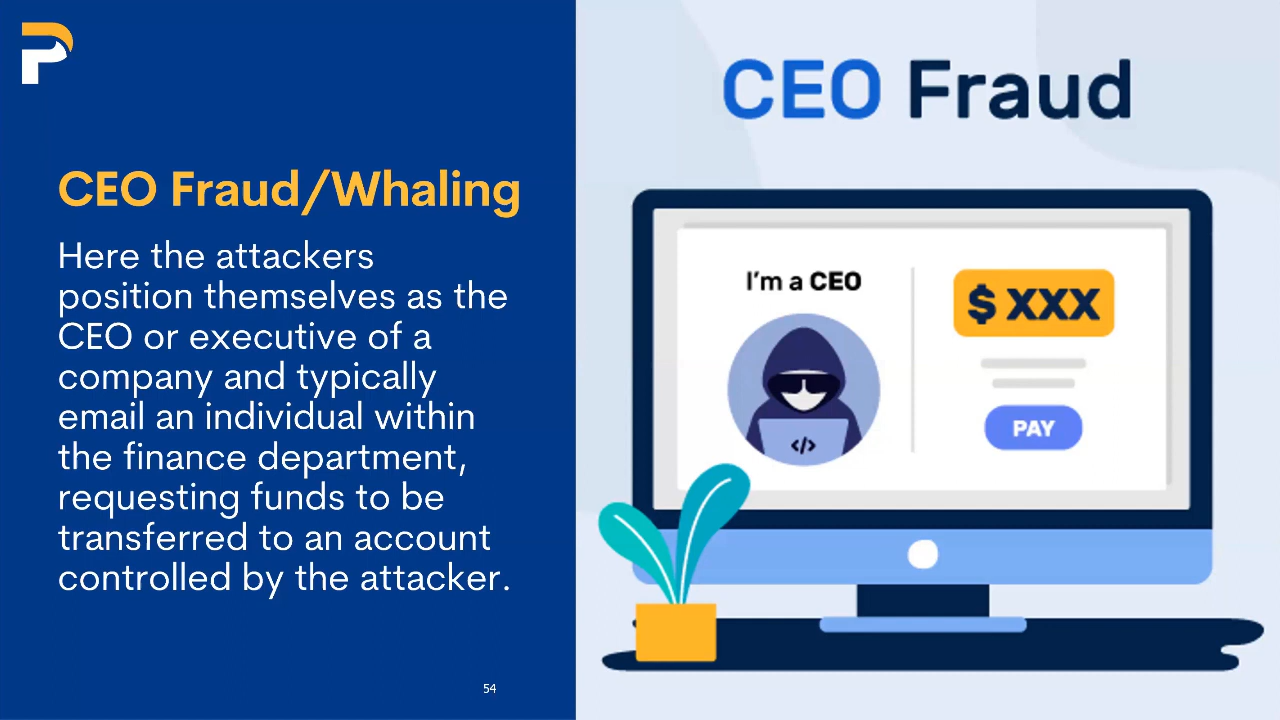 CEO Fraud/Whaling
Here the attackers
position themselves as the
CEO or executive of a
company and typically
email an individual within
the finance department,
requesting funds to be
transferred to an account
controlled by the attacker.
54
CEO Fraud
I'm a CEO
</>
$ XXX
PAY